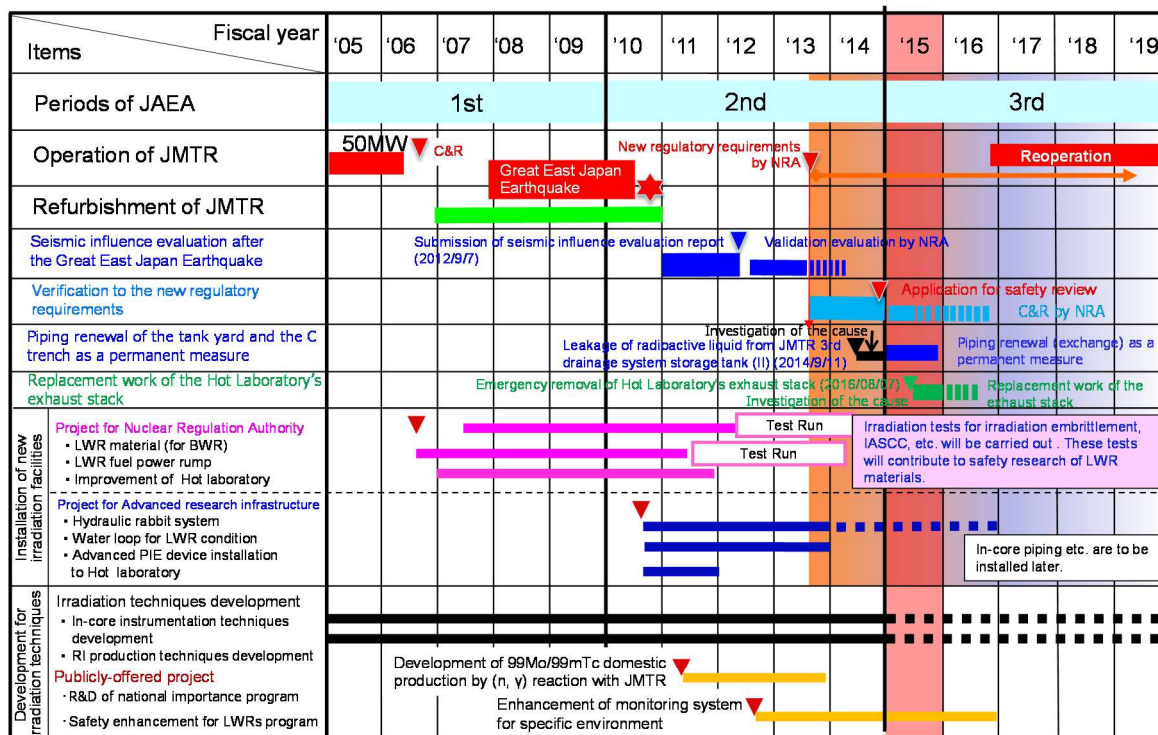 Fiscal year
Items
‘05
‘06
‘07
‘08
‘09
‘10
‘11
‘12
‘13
‘14
‘15
‘16
‘17
‘18
‘19
Periods of JAEA
1st
2nd
3rd
Operation of JMTR
50MW
C&R
Great East Japan
Earthquake
New regulatory requirements
by NRA
Reoperation
Refurbishment of JMTR
Seismic influence evaluation after
the Great East Japan Earthquake
Submission of seismic influence evaluation report
(2012/9/7)
Validation evaluation by NRA
Verification to the new regulatory
requirements
Application for safety review
C&R by NRA
Piping renewal of the tank yard and the C
trench as a permanent measure
Investigation of the cause
Leakage of radioactive liquid from JMTR 3rd
drainage system storage tank (II) (2014/9/11)
Piping renewal (exchange) as a
permanent measure
Replacement work of the Hot Laboratory’s
exhaust stack
Emergency removal of Hot Laboratory’s exhaust stack (2016/08/07)
Investigation of the cause
Replacement work of the
exhaust stack
Installation of new
irradiation facilities
Project for Nuclear Regulation Authority
▪ LWR material (for BWR)
▪ LWR fuel power rump
▪ Improvement of Hot laboratory
Test Run
Test Run
Irradiation tests for irradiation embrittlement,
IASCC, etc. will be carried out . These tests
will contribute to safety research of LWR
materials.
Project for Advanced research infrastructure
▪ Hydraulic rabbit system
▪ Water loop for LWR condition
▪ Advanced PIE device installation
to Hot laboratory
In-core piping etc. are to be
installed later.
Development for
irradiation techniques
Irradiation techniques development
▪ In-core instrumentation techniques
development
▪ RI production techniques development
Publicly-offered project
· R&D of national importance program
· Safety enhancement for LWRs program
Development of 99Mo/99mTc domestic
production by (n, γ) reaction with JMTR
Enhancement of monitoring system
for specific environment